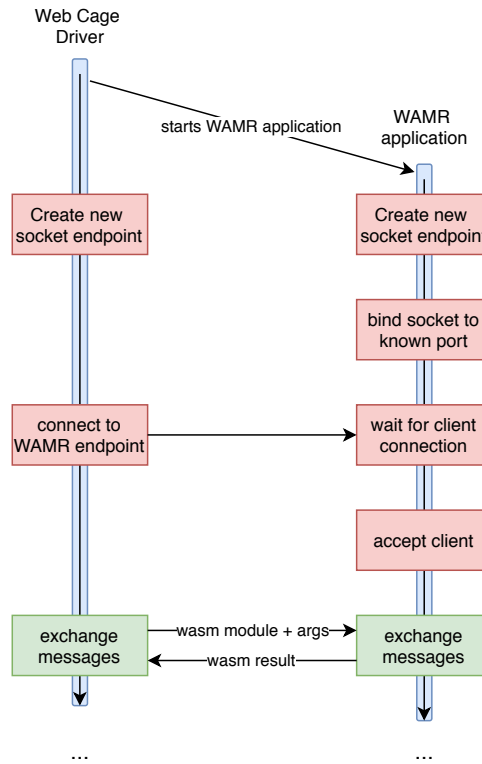 Web Cage
Driver
starts WAMR application
WAMR
application
Create new
socket endpoint
Create new
socket endpoint
bind socket to
known port
connect to
WAMR endpoint
wait for client
connection
accept client
exchange
messages
wasm module + args
wasm result
exchange
messages
...
...